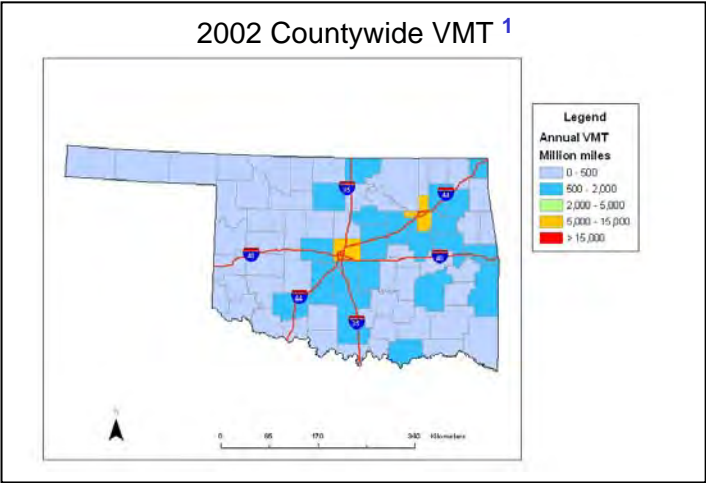 2002 Countywide VMT 1
Legend
Annual VMT
Million miles
0 - 500
500 - 2,000
2,000 - 5,000
5,000 - 15,000
> 15,000
35
44
40
40
44
35
N
0 85 170 340 Kilometers